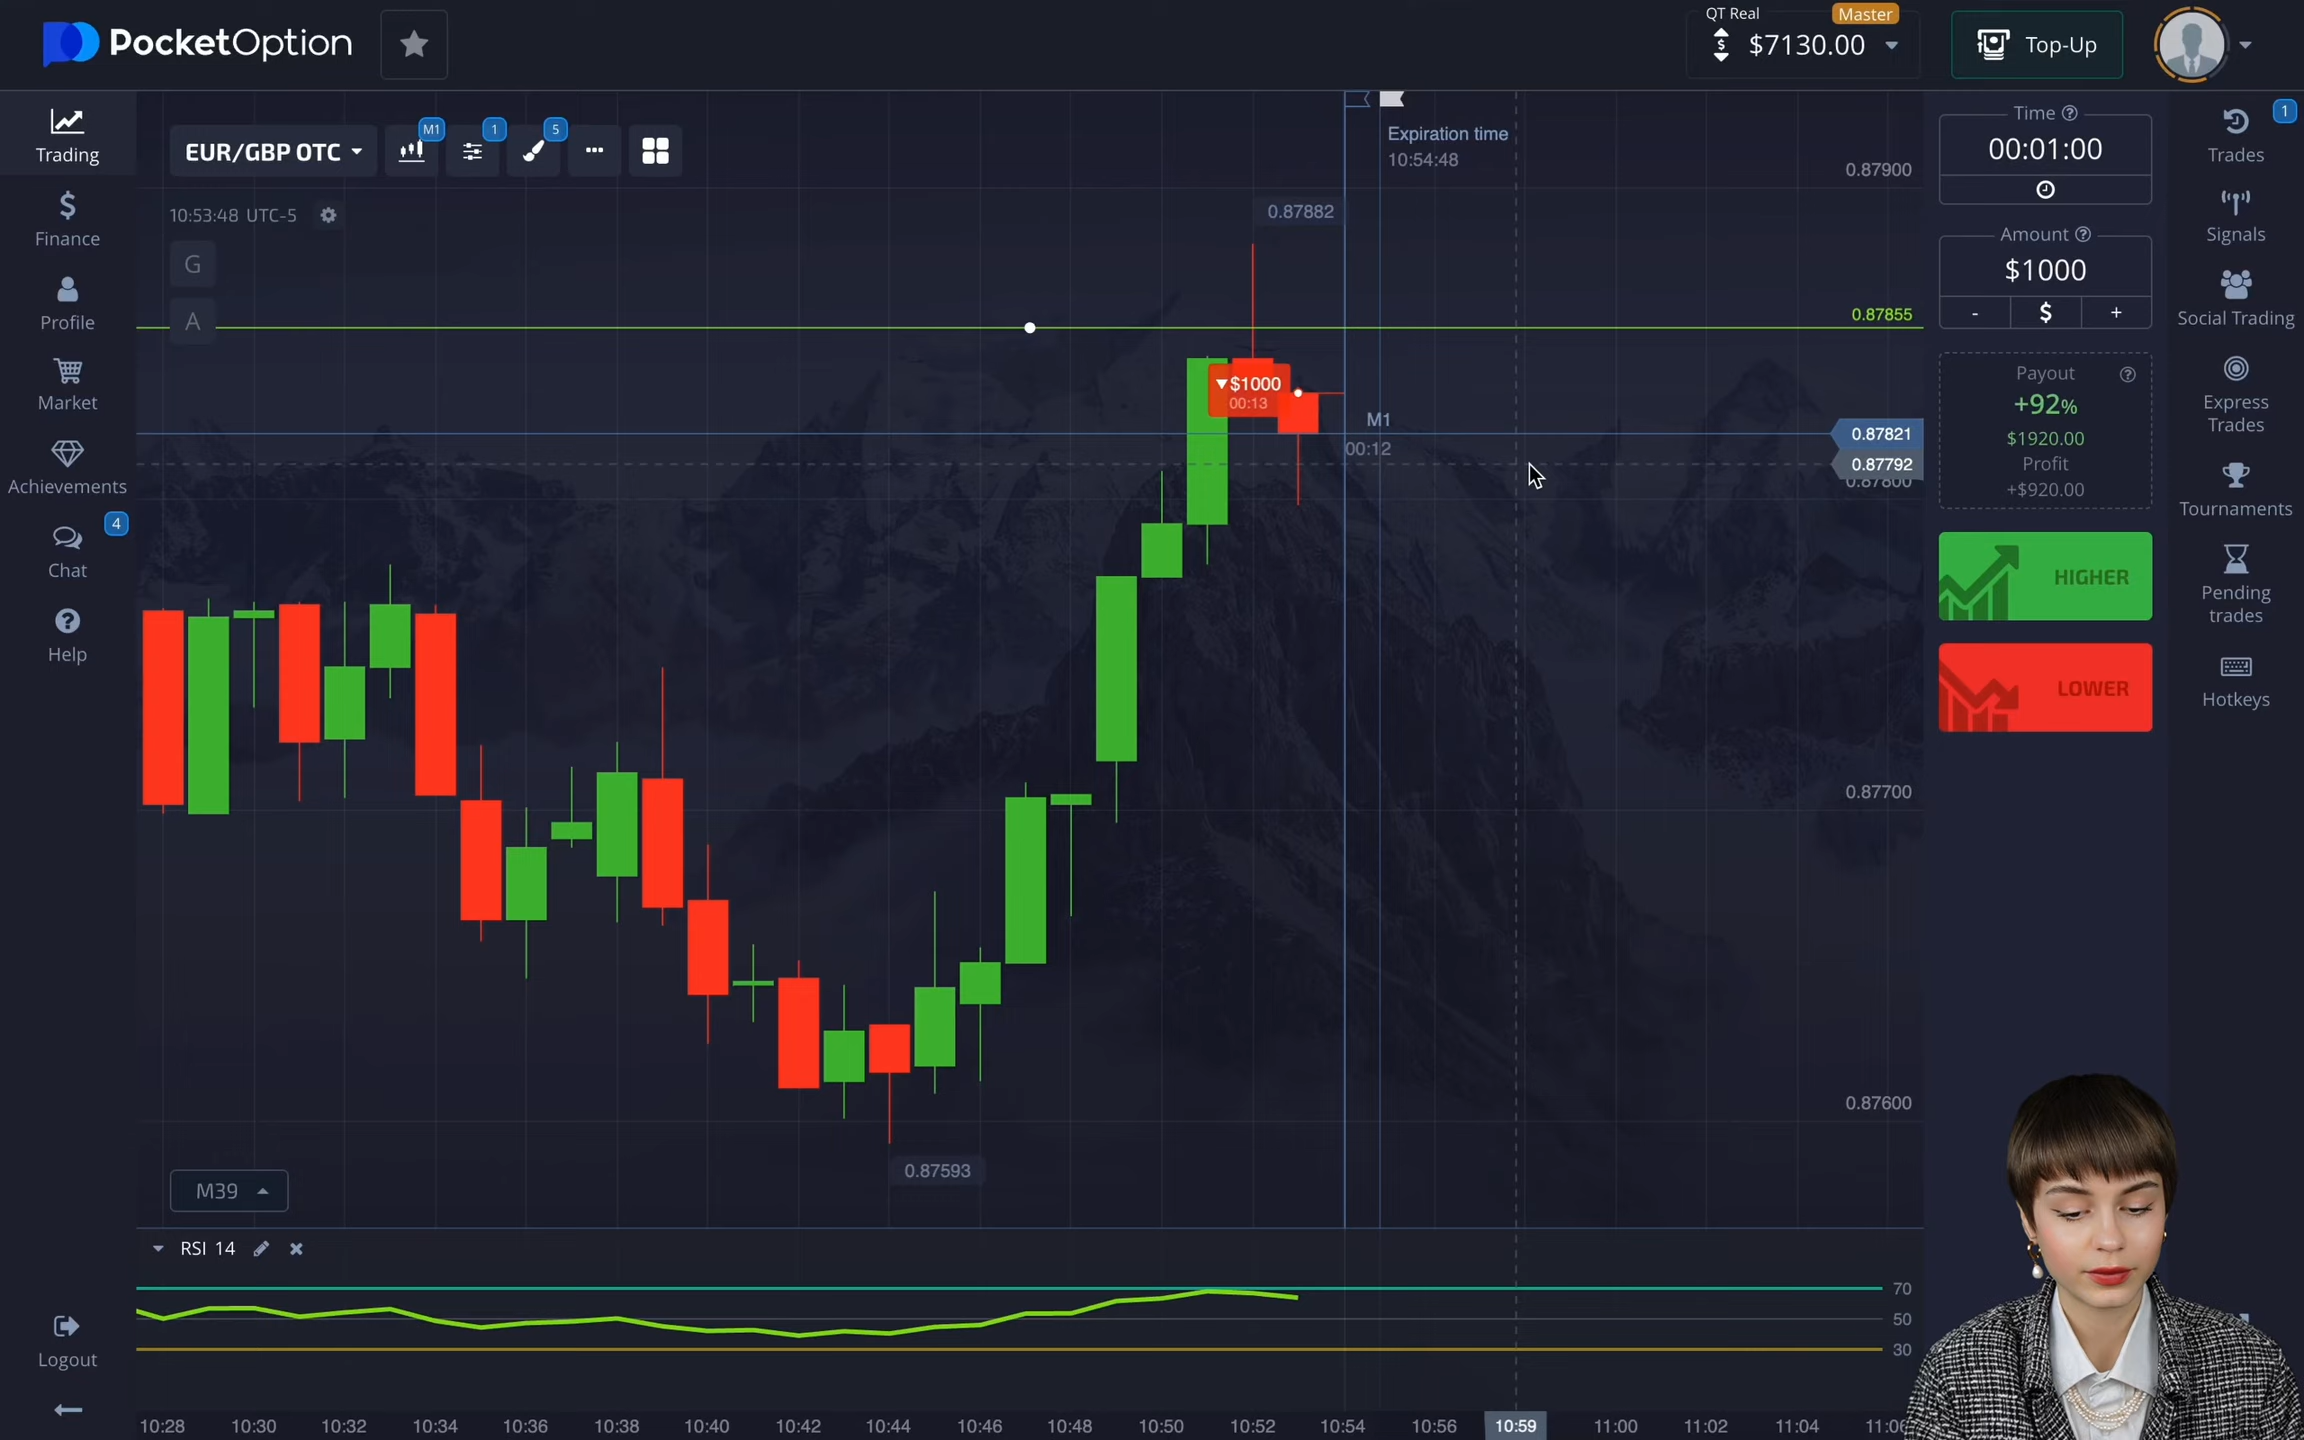 PocketOption
QT Real
Master
$7130.00
Top-Up
Trading
Finance
Profile
Market
Achievements
4
Chat
Help
Logout
EUR/GBP OTC
M1
1
5
10:53:48 UTC-5
G
A
Expiration time
10:54:48
0.87882
$1000
00:13
M1
00:12
0.87900
0.87855
0.87821
0.87792
0.87800
0.87700
0.87600
0.87593
M39
RSI 14
70
50
30
10:28 10:30 10:32 10:34 10:36 10:38 10:40 10:42 10:44 10:46 10:48 10:50 10:52 10:54 10:56 10:59 11:00 11:02 11:04 11:06
Time
00:01:00
Amount
$1000
- $ +
Payout
+92%
$1920.00
Profit
+$920.00
HIGHER
LOWER
1
Trades
Signals
Social Trading
Express
Trades
Tournaments
Pending
trades
Hotkeys